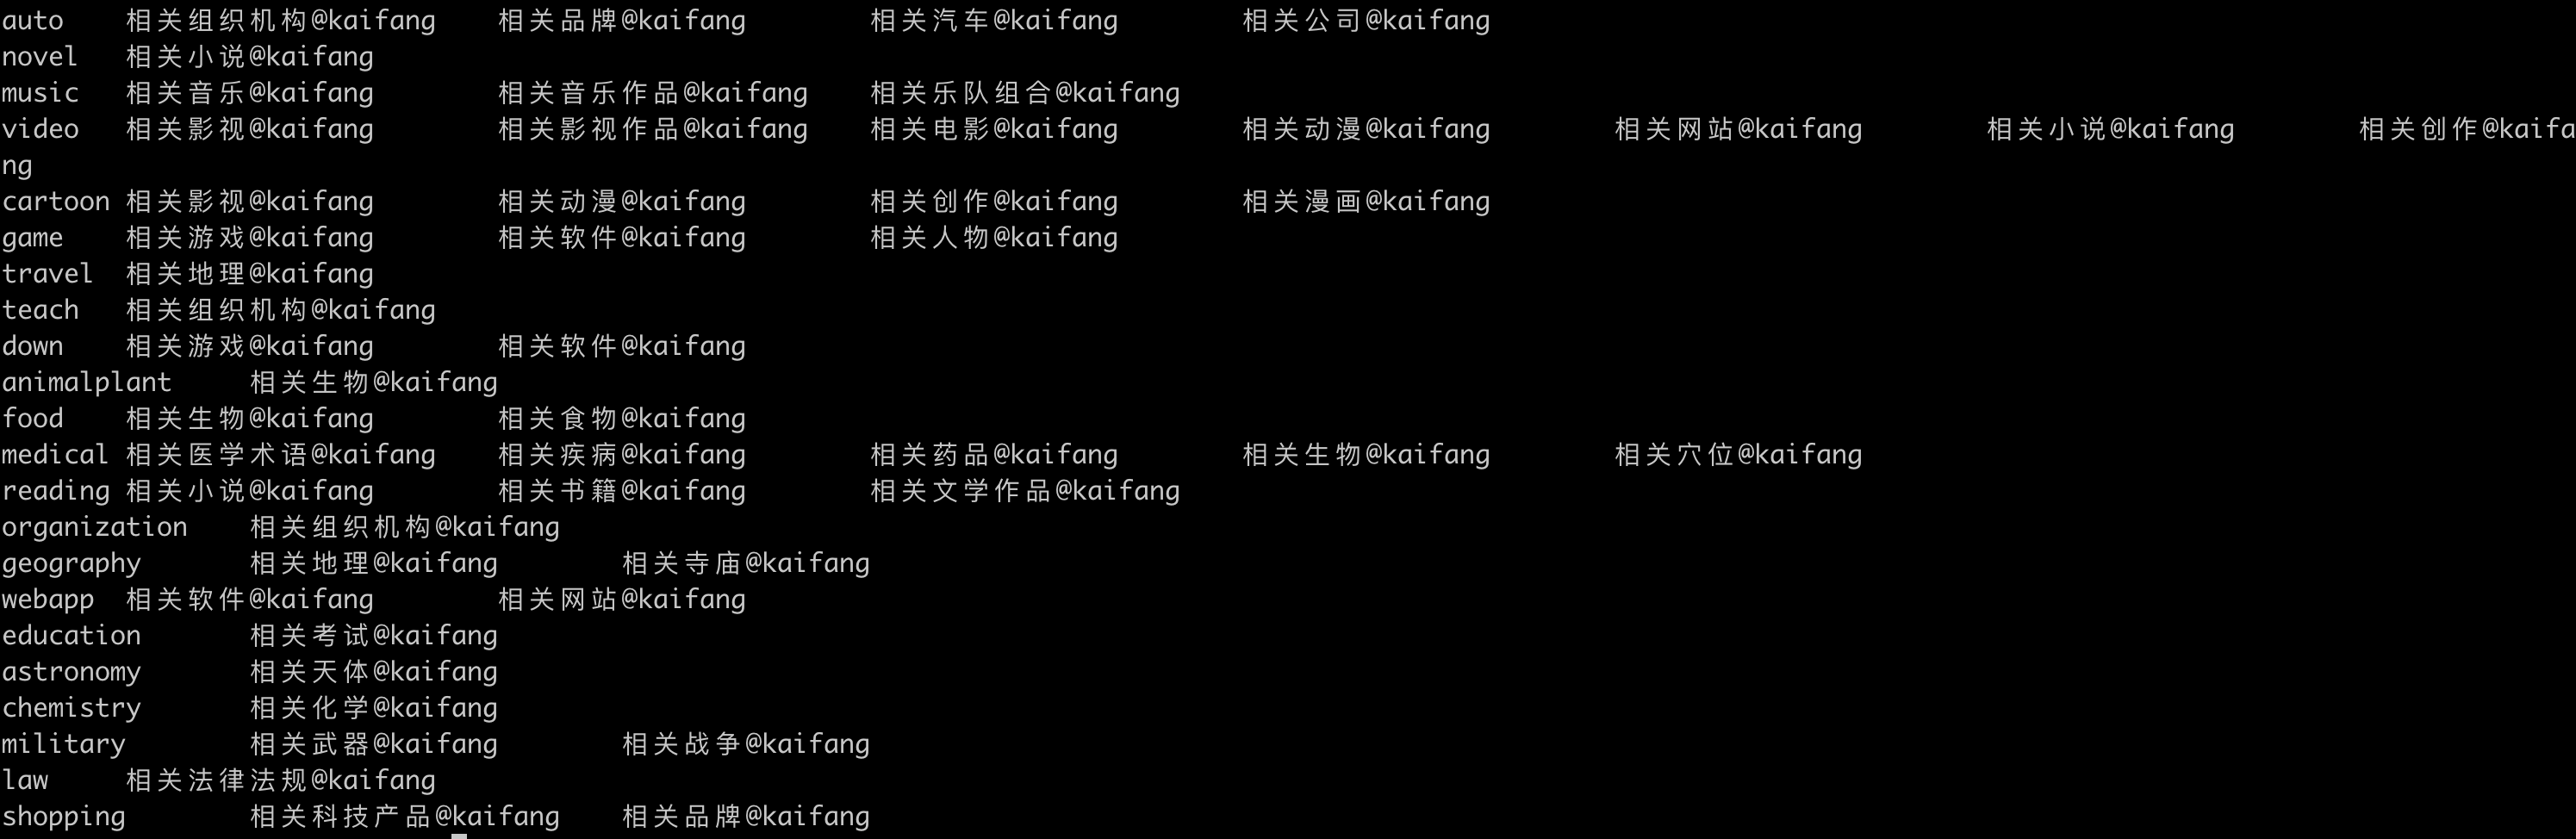 auto	相关组织机构@kaifang	相关品牌@kaifang	相关汽车@kaifang	相关公司@kaifang
novel	相关小说@kaifang
music	相关音乐@kaifang	相关音乐作品@kaifang	相关乐队组合@kaifang
video	相关影视@kaifang	相关影视作品@kaifang	相关电影@kaifang	相关动漫@kaifang	相关网站@kaifang	相关小说@kaifang	相关创作@kaifa
ng
cartoon	相关影视@kaifang	相关动漫@kaifang	相关创作@kaifang	相关漫画@kaifang
game	相关游戏@kaifang	相关软件@kaifang	相关人物@kaifang
travel	相关地理@kaifang
teach	相关组织机构@kaifang
down	相关游戏@kaifang	相关软件@kaifang
animalplant	相关生物@kaifang
food	相关生物@kaifang	相关食物@kaifang
medical	相关医学术语@kaifang	相关疾病@kaifang	相关药品@kaifang	相关生物@kaifang	相关穴位@kaifang
reading	相关小说@kaifang	相关书籍@kaifang	相关文学作品@kaifang
organization	相关组织机构@kaifang
geography	相关地理@kaifang	相关寺庙@kaifang
webapp	相关软件@kaifang	相关网站@kaifang
education	相关考试@kaifang
astronomy	相关天体@kaifang
chemistry	相关化学@kaifang
military	相关武器@kaifang	相关战争@kaifang
law	相关法律法规@kaifang
shopping	相关科技产品@kaifang	相关品牌@kaifang